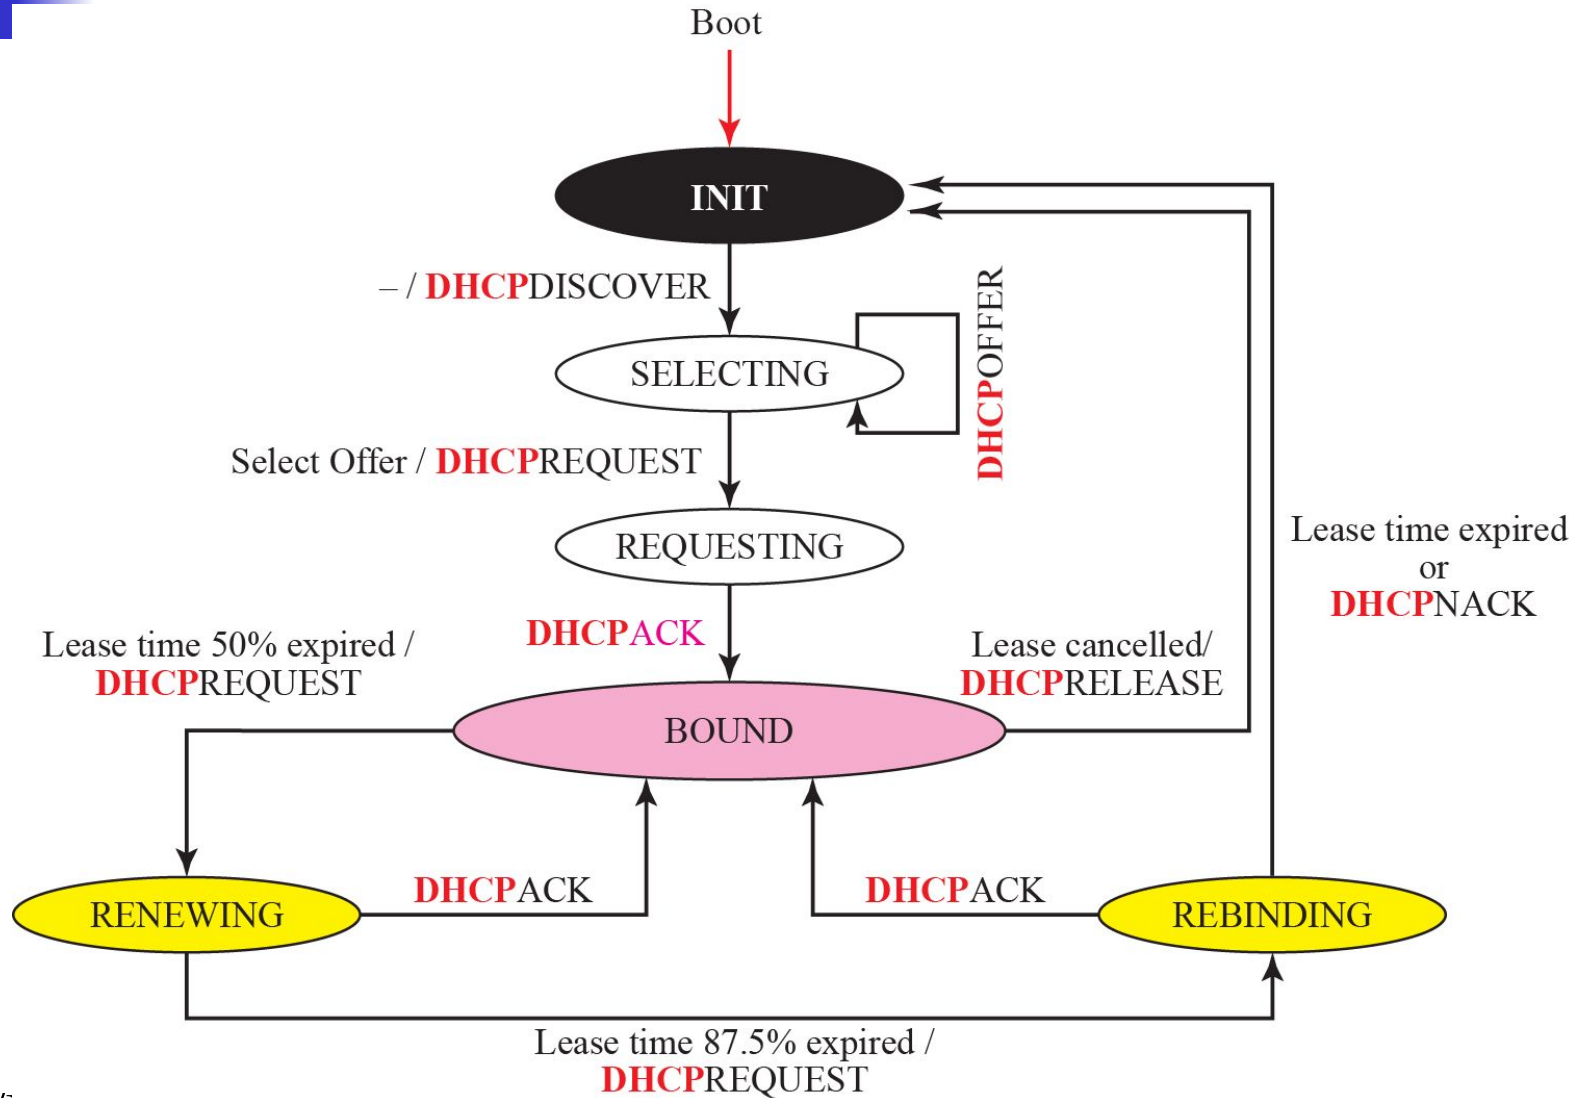 Boot
INIT
– / DHCPDISCOVER
DHCPOFFER
SELECTING
Select Offer / DHCPREQUEST
REQUESTING
Lease time expired
or
DHCPNACK
DHCPACK
Lease time 50% expired /
DHCPREQUEST
Lease cancelled/
DHCPRELEASE
BOUND
DHCPACK
DHCPACK
RENEWING
REBINDING
Lease time 87.5% expired /
DHCPREQUEST